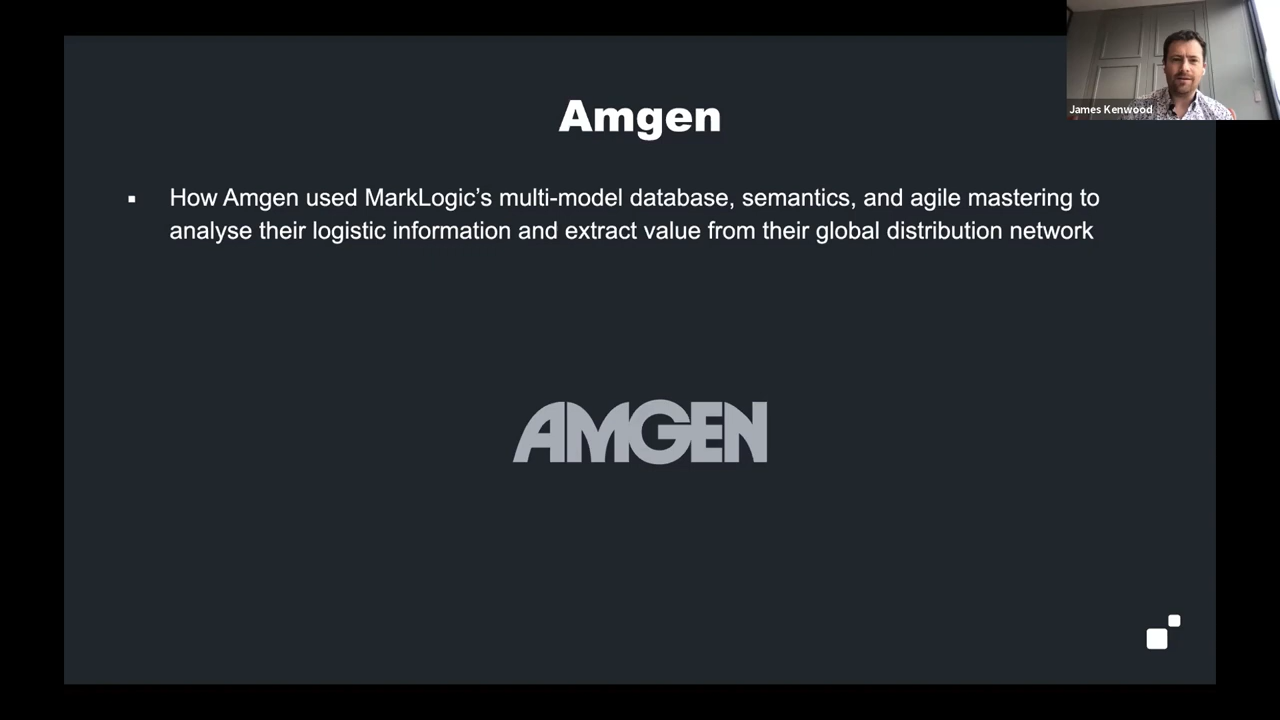 Amgen
James Kenwood
▪ How Amgen used MarkLogic’s multi-model database, semantics, and agile mastering to
analyse their logistic information and extract value from their global distribution network
AMGEN